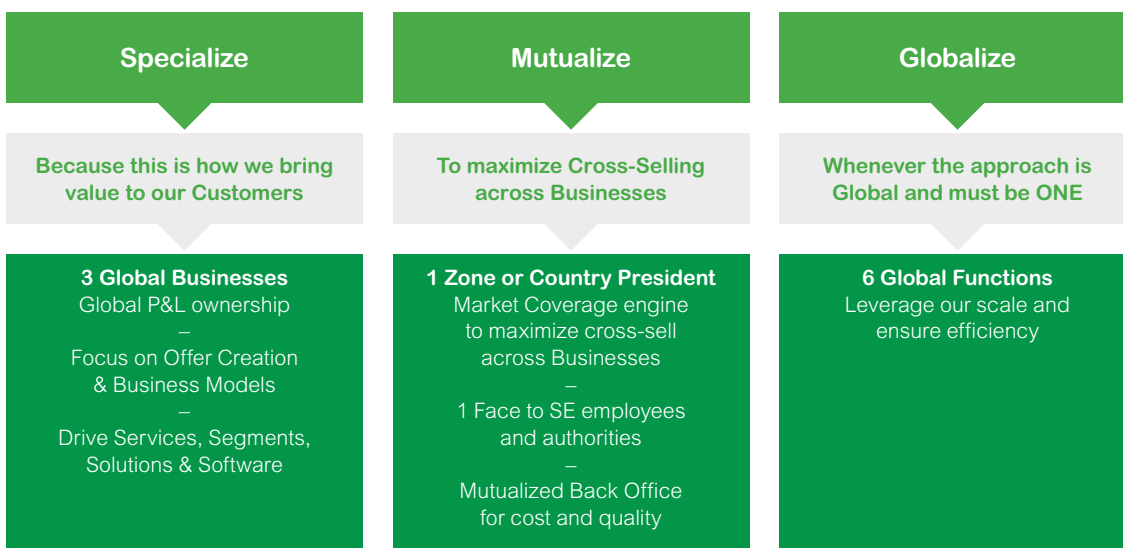 Specialize
Because this is how we bring
value to our Customers
3 Global Businesses
Global P&L ownership
–
Focus on Offer Creation
& Business Models
–
Drive Services, Segments,
Solutions & Software
Mutualize
To maximize Cross-Selling
across Businesses
1 Zone or Country President
Market Coverage engine
to maximize cross-sell
across Businesses
–
1 Face to SE employees
and authorities
–
Mutualized Back Office
for cost and quality
Globalize
Whenever the approach is
Global and must be ONE
6 Global Functions
Leverage our scale and
ensure efficiency